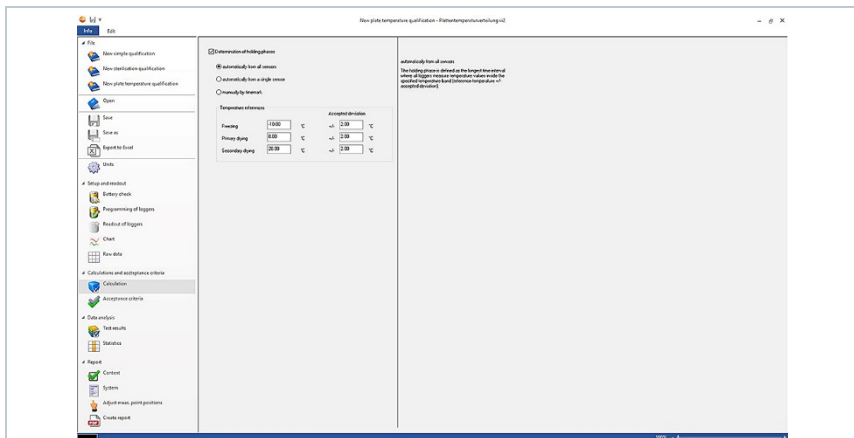 New plate temperature qualification - Plattentemperaturverteilung.vi2
Info Edit
File
New simple qualification
New sterilisation qualification
New plate temperature qualification
Open
Save
Save as
Export to Excel
Units
Setup and readout
Battery check
Programming of loggers
Readout of loggers
Chart
Raw data
Calculations and acceptance criteria
Calculation
Acceptance criteria
Data analysis
Test results
Statistics
Report
Context
System
Adjust meas. point positions
Create report
Determination of holding phases
automatically from all sensors
automatically from a single sensor
manually by timemark
Temperature references
Accepted deviation
Freezing -10.00 °C +/- 2.00 °C
Primary drying 8.00 °C +/- 2.00 °C
Secondary drying 20.00 °C +/- 2.00 °C
automatically from all sensors
The holding phase is defined as the longest time interval
where all loggers measure temperature values inside the
specified temperature band (reference temperature +/-
accepted deviation).
100%